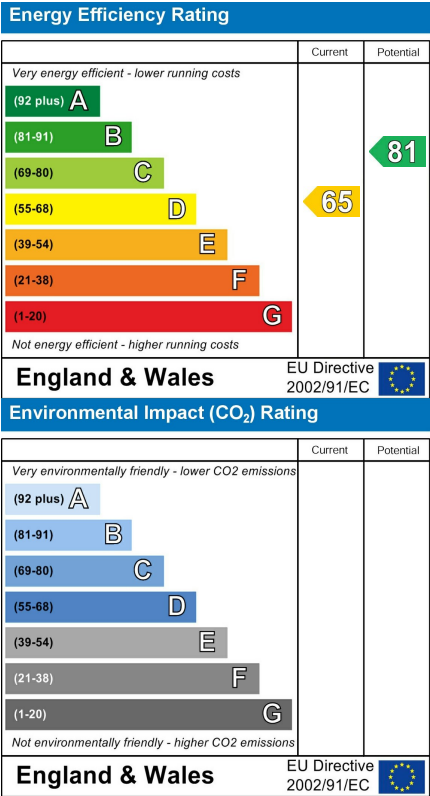 Energy Efficiency Rating
Current Potential
Very energy efficient - lower running costs
(92 plus) A
(81-91) B
81
(69-80) C
(55-68) D
65
(39-54) E
(21-38) F
(1-20) G
Not energy efficient - higher running costs
England & Wales
EU Directive
2002/91/EC
Environmental Impact (CO₂) Rating
Current Potential
Very environmentally friendly - lower CO2 emissions
(92 plus) A
(81-91) B
(69-80) C
(55-68) D
(39-54) E
(21-38) F
(1-20) G
Not environmentally friendly - higher CO2 emissions
England & Wales
EU Directive
2002/91/EC